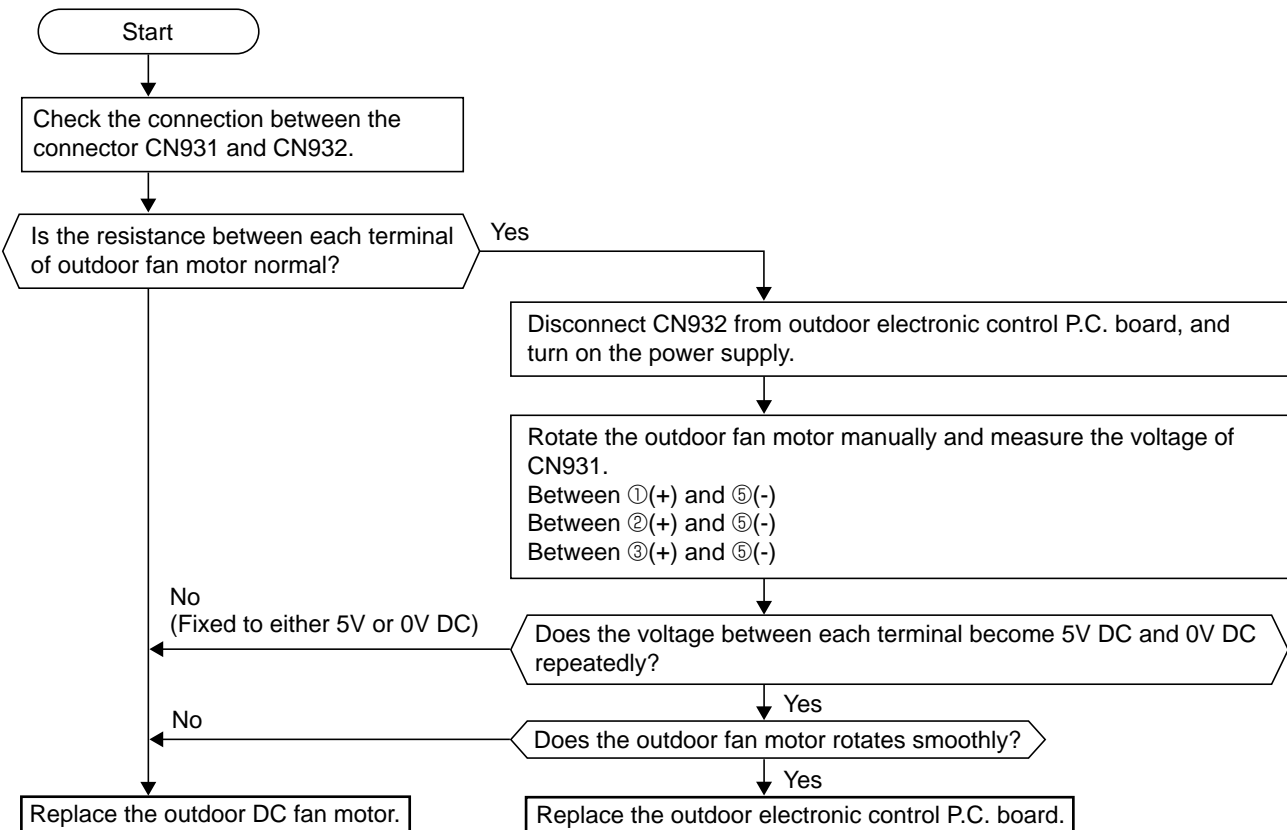 Start
Check the connection between the
connector CN931 and CN932.
Is the resistance between each terminal
of outdoor fan motor normal?
Yes
Disconnect CN932 from outdoor electronic control P.C. board, and
turn on the power supply.
Rotate the outdoor fan motor manually and measure the voltage of
CN931.
Between ①(+) and ⑤(-)
Between ②(+) and ⑤(-)
Between ③(+) and ⑤(-)
No
(Fixed to either 5V or 0V DC)
Does the voltage between each terminal become 5V DC and 0V DC
repeatedly?
Yes
No
Does the outdoor fan motor rotates smoothly?
Yes
Replace the outdoor DC fan motor.
Replace the outdoor electronic control P.C. board.